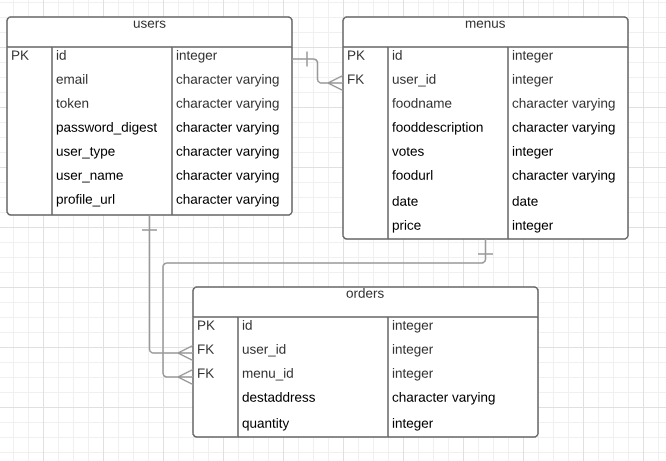 users
PK id integer
email character varying
token character varying
password_digest character varying
user_type character varying
user_name character varying
profile_url character varying
menus
PK id integer
FK user_id integer
foodname character varying
fooddescription character varying
votes integer
foodurl character varying
date date
price integer
orders
PK id integer
FK user_id integer
FK menu_id integer
destaddress character varying
quantity integer